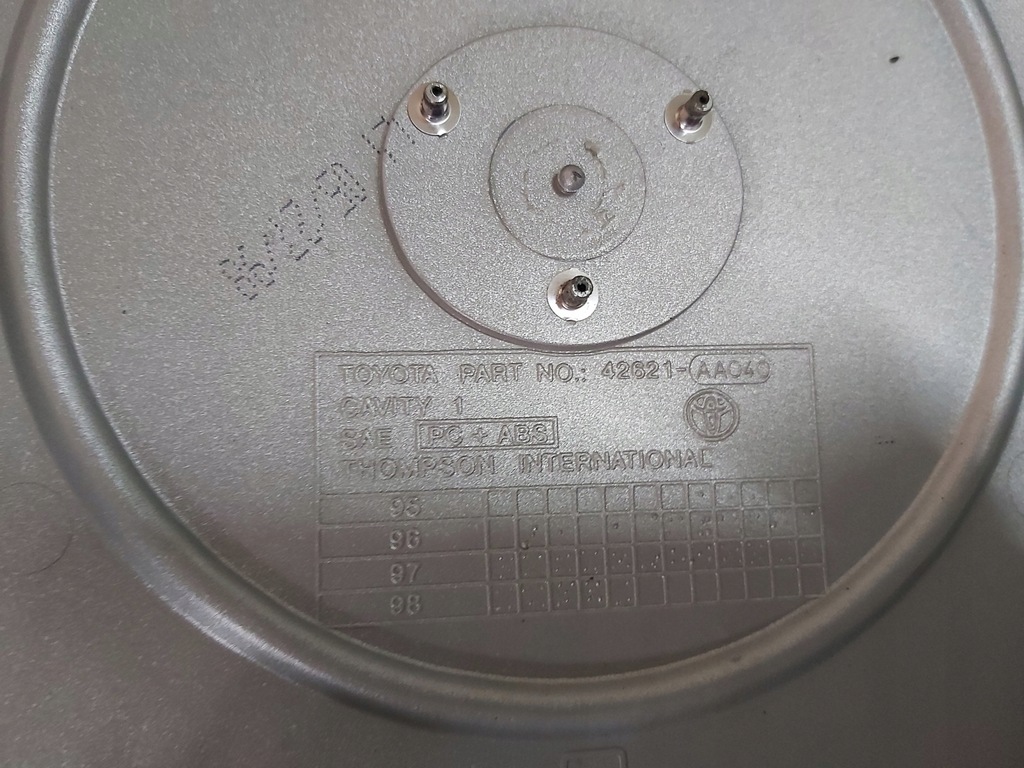 TOYOTA PART NO.: 42621-AA040
CAVITY 1
SAE PC + ABS
THOMPSON INTERNATIONAL
95
96
97
98